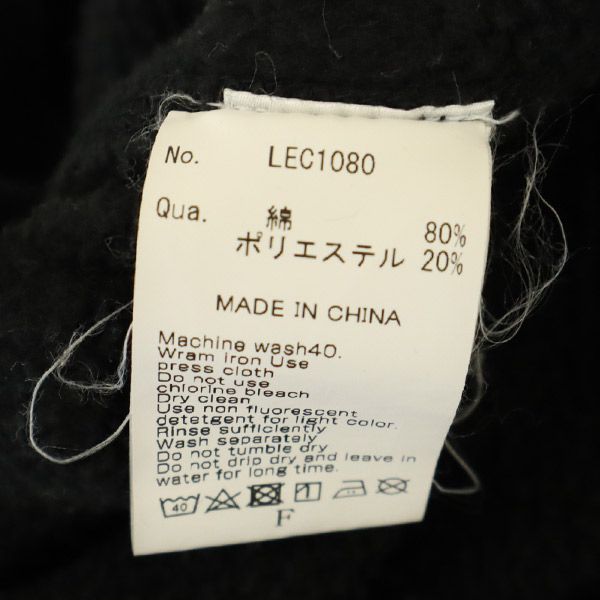 No. LEC1080
Qua. 綿 80%
ポリエステル 20%
MADE IN CHINA
Machine wash40.
Wram iron Use
press cloth
Do not use
chlorine bleach
Dry clean
Use non fluorescent
detetgent for light color.
Rinse sufficiently
Wash separately
Do not tumble dry
Do not drip dry and leave in
water for long time.
40 1
F